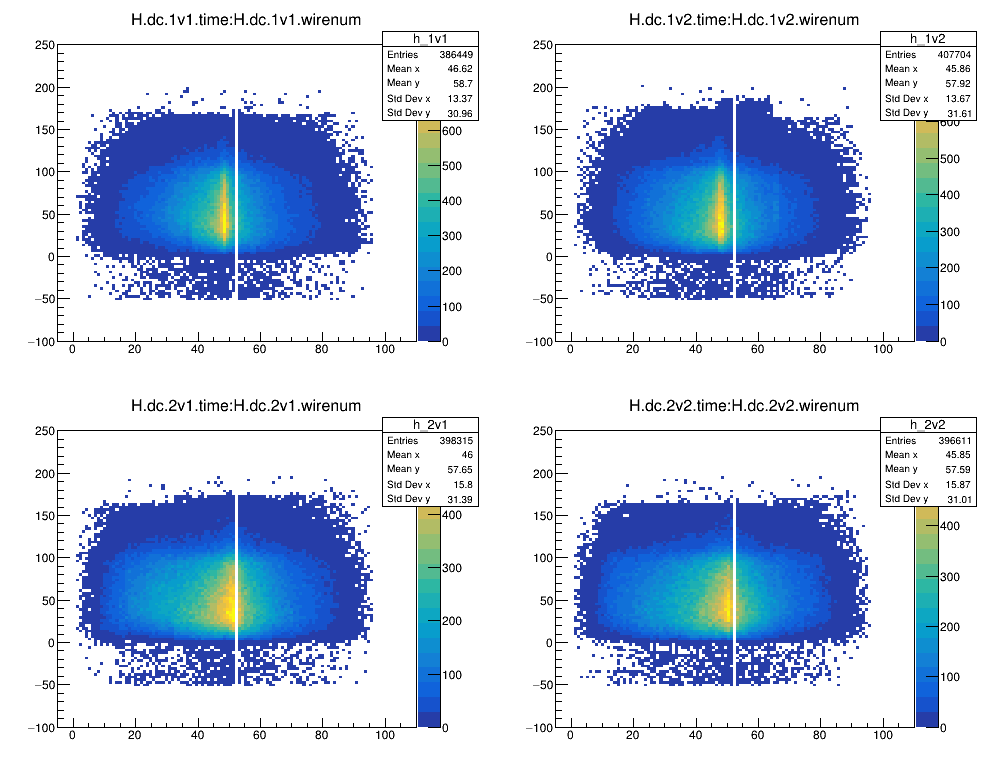 H.dc.1v1.time:H.dc.1v1.wirenum
h_1v1
Entries 386449
Mean x 46.62
Mean y 58.7
Std Dev x 13.37
Std Dev y 30.96
250
200
150
100
50
0
−50
−100
0 20 40 60 80 100
600
500
400
300
200
100
0
H.dc.1v2.time:H.dc.1v2.wirenum
h_1v2
Entries 407704
Mean x 45.86
Mean y 57.92
Std Dev x 13.67
Std Dev y 31.61
250
200
150
100
50
0
−50
−100
0 20 40 60 80 100
600
500
400
300
200
100
0
H.dc.2v1.time:H.dc.2v1.wirenum
h_2v1
Entries 398315
Mean x 46
Mean y 57.65
Std Dev x 15.8
Std Dev y 31.39
250
200
150
100
50
0
−50
−100
0 20 40 60 80 100
400
300
200
100
0
H.dc.2v2.time:H.dc.2v2.wirenum
h_2v2
Entries 396611
Mean x 45.85
Mean y 57.59
Std Dev x 15.87
Std Dev y 31.01
250
200
150
100
50
0
−50
−100
0 20 40 60 80 100
400
300
200
100
0